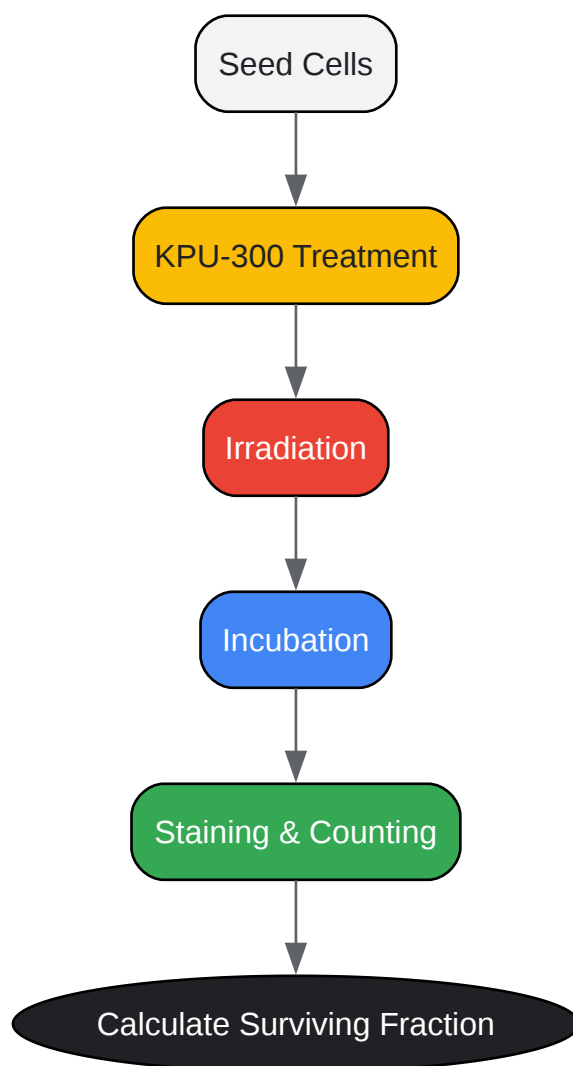 Seed Cells
KPU-300 Treatment
Irradiation
Incubation
Staining & Counting
Calculate Surviving Fraction